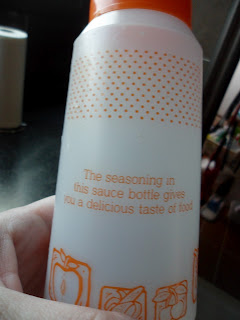 The seasoning in
this sauce bottle gives
you a delicious taste of food